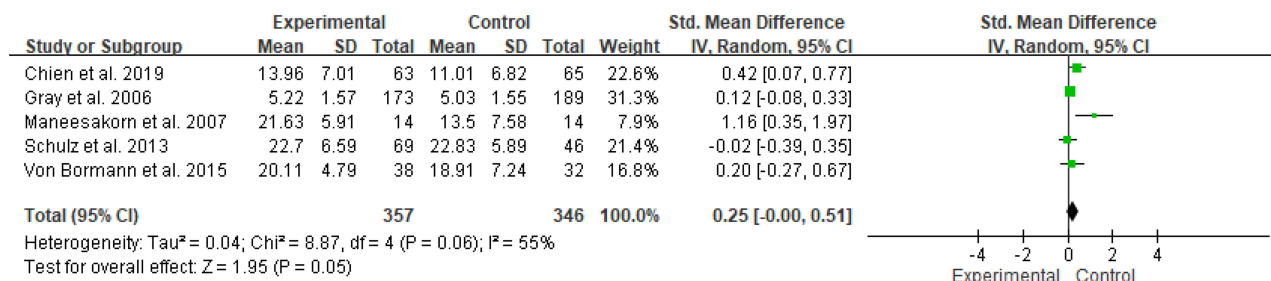 Experimental Control Std. Mean Difference Std. Mean Difference
Study or Subgroup Mean SD Total Mean SD Total Weight IV, Random, 95% CI IV, Random, 95% CI
Chien et al. 2019 13.96 7.01 63 11.01 6.82 65 22.6% 0.42 [0.07, 0.77]
Gray et al. 2006 5.22 1.57 173 5.03 1.55 189 31.3% 0.12 [-0.08, 0.33]
Maneesakorn et al. 2007 21.63 5.91 14 13.5 7.58 14 7.9% 1.16 [0.35, 1.97]
Schulz et al. 2013 22.7 6.59 69 22.83 5.89 46 21.4% -0.02 [-0.39, 0.35]
Von Bormann et al. 2015 20.11 4.79 38 18.91 7.24 32 16.8% 0.20 [-0.27, 0.67]
Total (95% CI) 357 346 100.0% 0.25 [-0.00, 0.51]
Heterogeneity: Tau² = 0.04; Chi² = 8.87, df = 4 (P = 0.06); I² = 55%
Test for overall effect: Z = 1.95 (P = 0.05)
-4 -2 0 2 4
Experimental Control